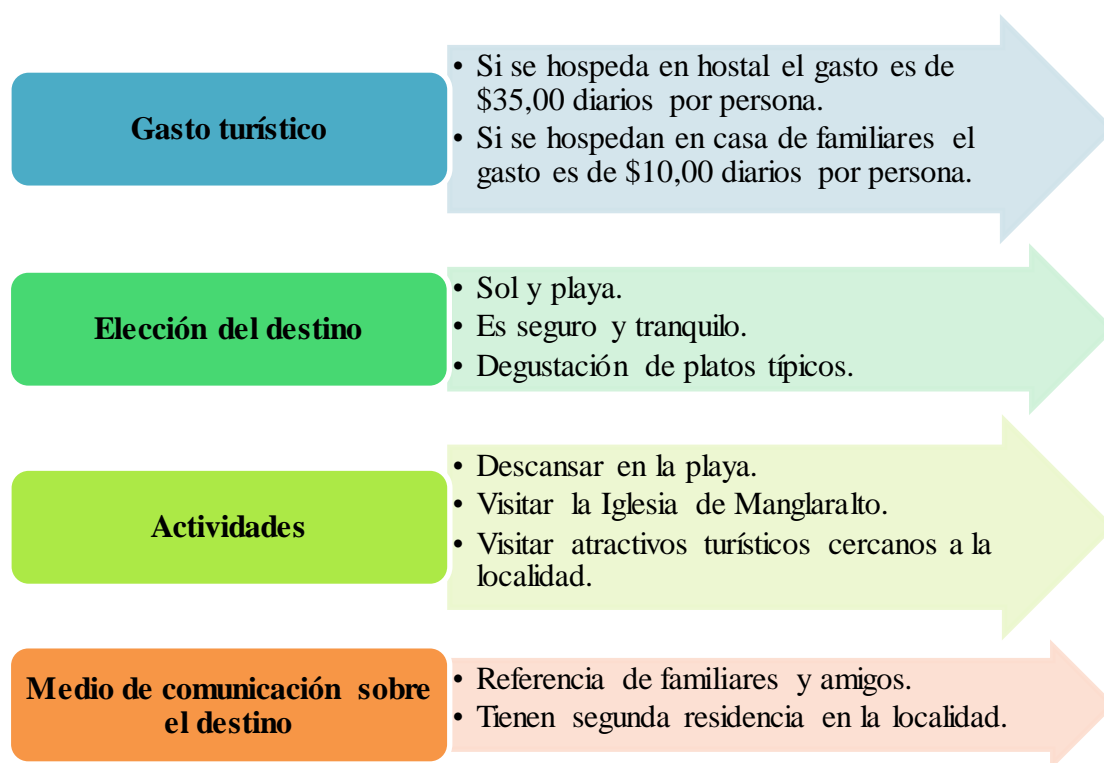 Gasto turístico
• Si se hospeda en hostal el gasto es de
$35,00 diarios por persona.
• Si se hospedan en casa de familiares el
gasto es de $10,00 diarios por persona.
Elección del destino
• Sol y playa.
• Es seguro y tranquilo.
• Degustación de platos típicos.
Actividades
• Descansar en la playa.
• Visitar la Iglesia de Manglaralto.
• Visitar atractivos turísticos cercanos a la
localidad.
Medio de comunicación sobre
el destino
• Referencia de familiares y amigos.
• Tienen segunda residencia en la localidad.